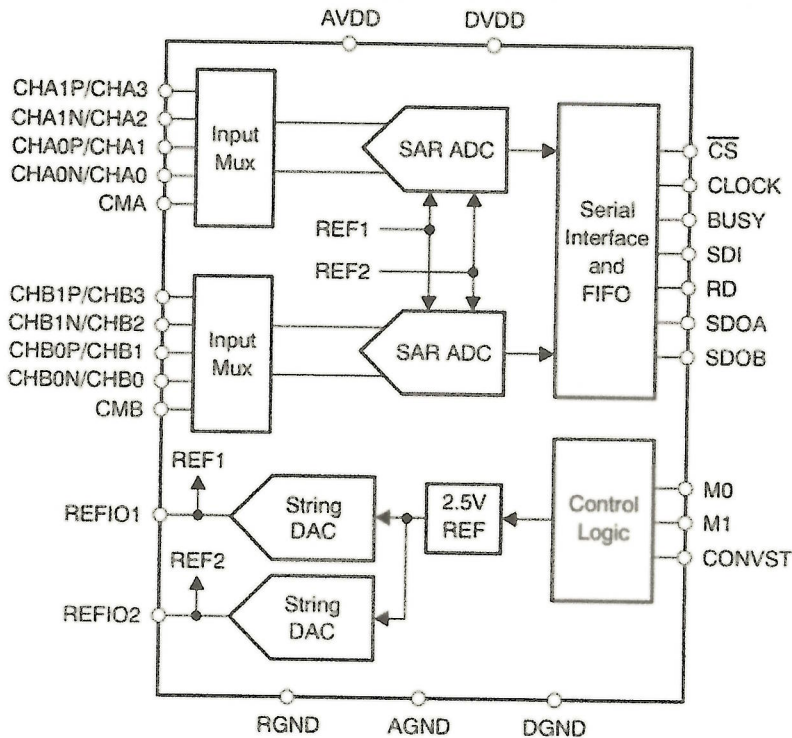 AVDD
DVDD
CHA1P/CHA3
CHA1N/CHA2
CHA0P/CHA1
CHA0N/CHA0
CMA
Input
Mux
SAR ADC
REF1
REF2
Serial
Interface
and
FIFO
CS
CLOCK
BUSY
SDI
RD
SDOA
SDOB
CHB1P/CHB3
CHB1N/CHB2
CHB0P/CHB1
CHB0N/CHB0
CMB
Input
Mux
SAR ADC
REF1
REFIO1
String
DAC
2.5V
REF
Control
Logic
M0
M1
CONVST
REF2
REFIO2
String
DAC
RGND
AGND
DGND